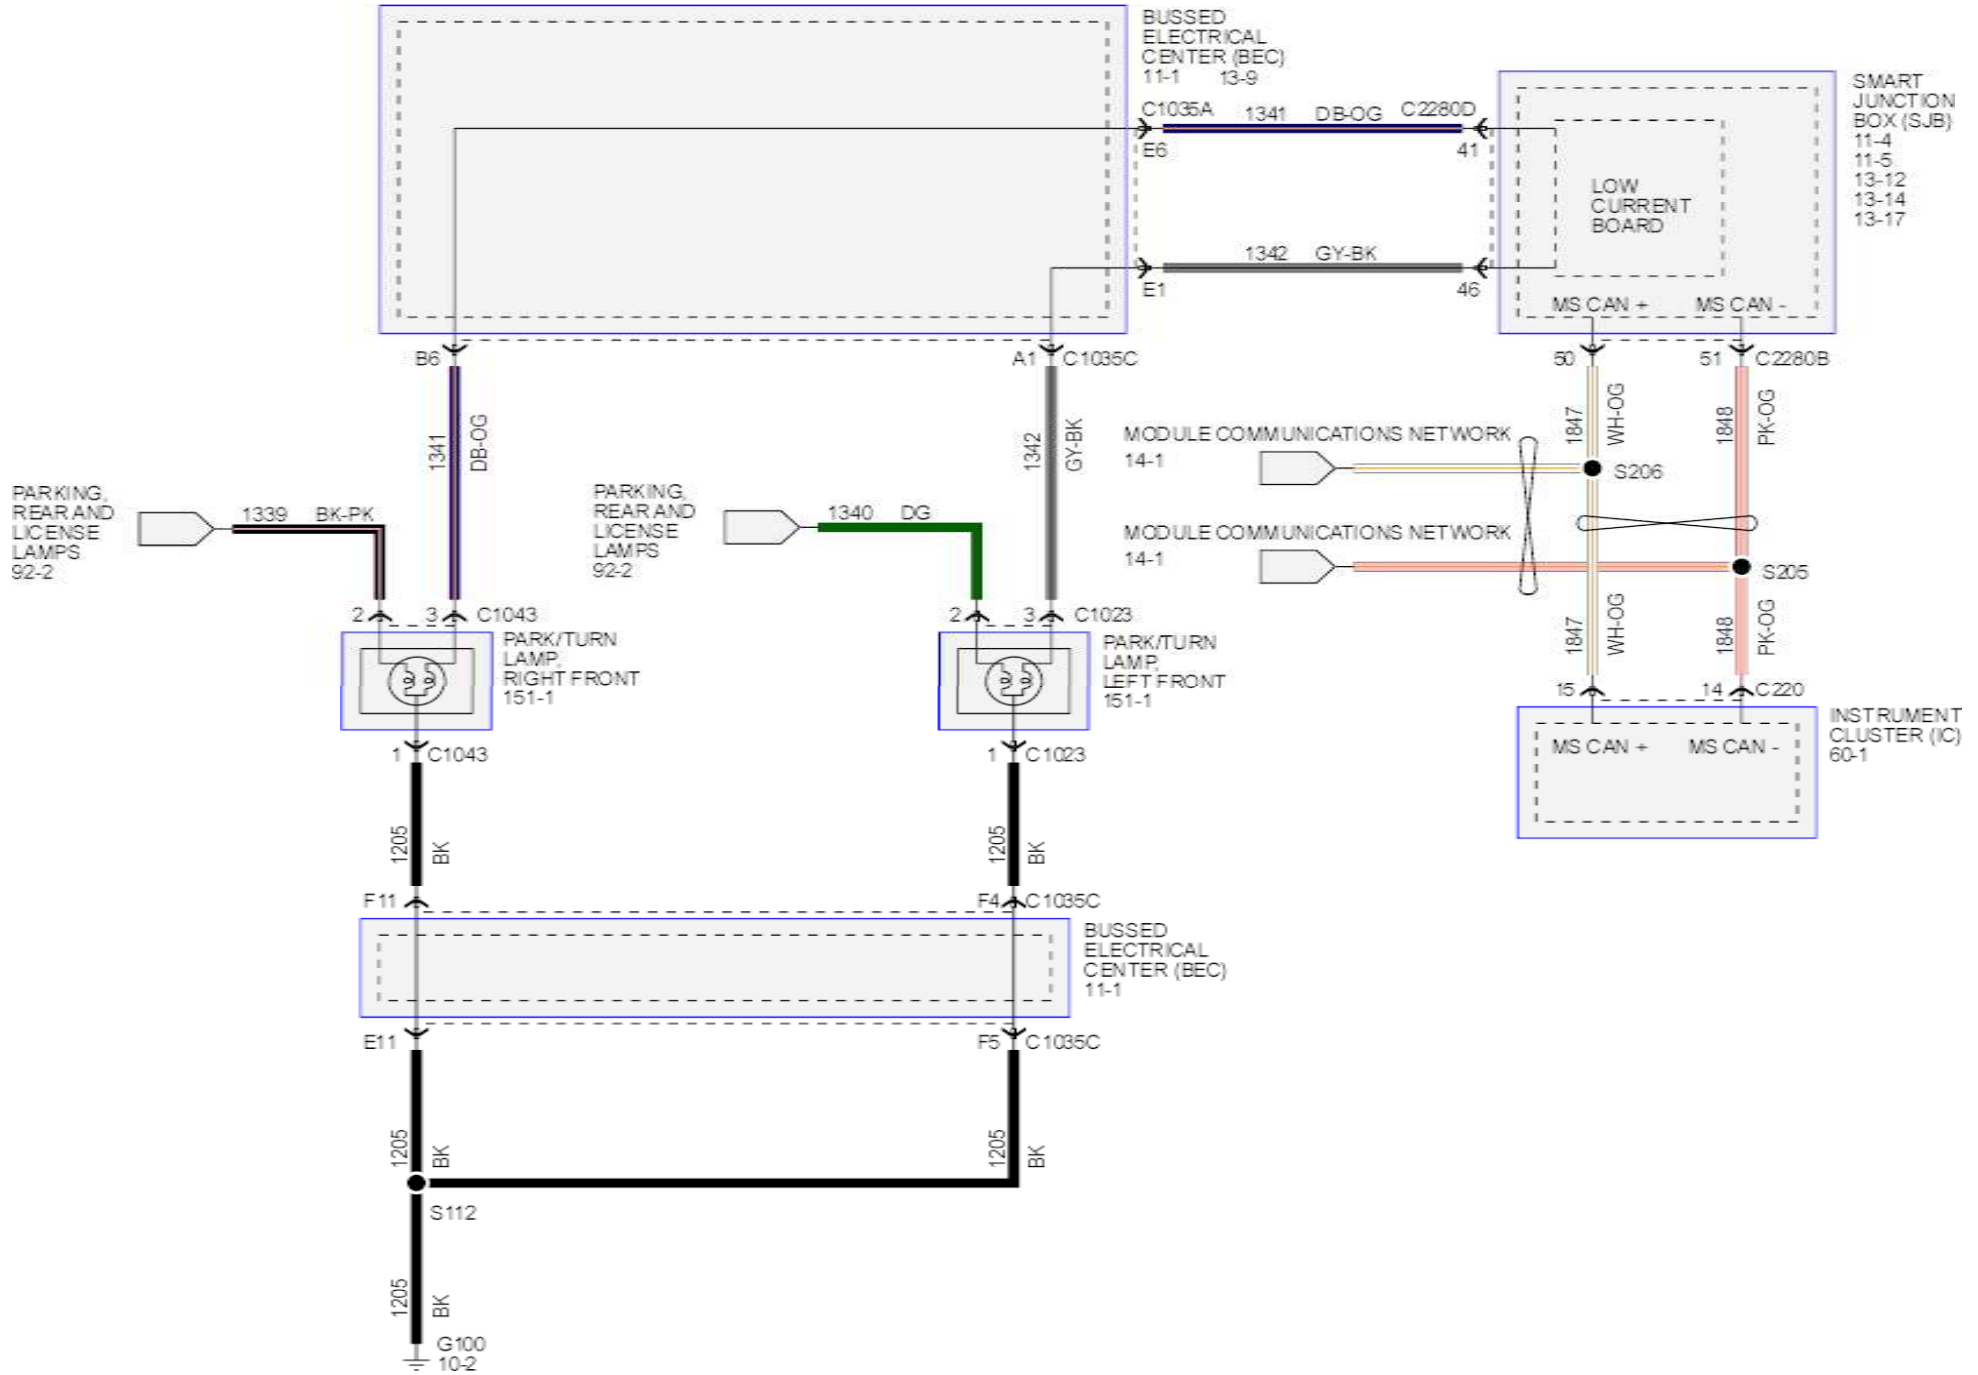 BUSSED
ELECTRICAL
CENTER (BEC)
11-1 13-9
C1035A 1341 DB-OG C2280D
E6 41
1342 GY-BK
E1 46
SMART
JUNCTION
BOX (SJB)
11-4
11-5
13-12
13-14
13-17
LOW
CURRENT
BOARD
MS CAN + MS CAN -
B6
A1 C1035C
50 51 C2280B
1341 DB-OG
1342 GY-BK
1847 WH-OG
1848 PK-OG
MODULE COMMUNICATIONS NETWORK
14-1
S206
MODULE COMMUNICATIONS NETWORK
14-1
S205
PARKING,
REAR AND
LICENSE
LAMPS
92-2
1339 BK-PK
PARKING,
REAR AND
LICENSE
LAMPS
92-2
1340 DG
2 3 C1043
PARK/TURN
LAMP,
RIGHT FRONT
151-1
2 3 C1023
PARK/TURN
LAMP,
LEFT FRONT
151-1
1847 WH-OG
1848 PK-OG
15 14 C220
INSTRUMENT
CLUSTER (IC)
60-1
MS CAN + MS CAN -
1 C1043
1 C1023
1205 BK
1205 BK
F11
F4 C1035C
BUSSED
ELECTRICAL
CENTER (BEC)
11-1
E11
F5 C1035C
1205 BK
1205 BK
S112
1205 BK
G100
10-2